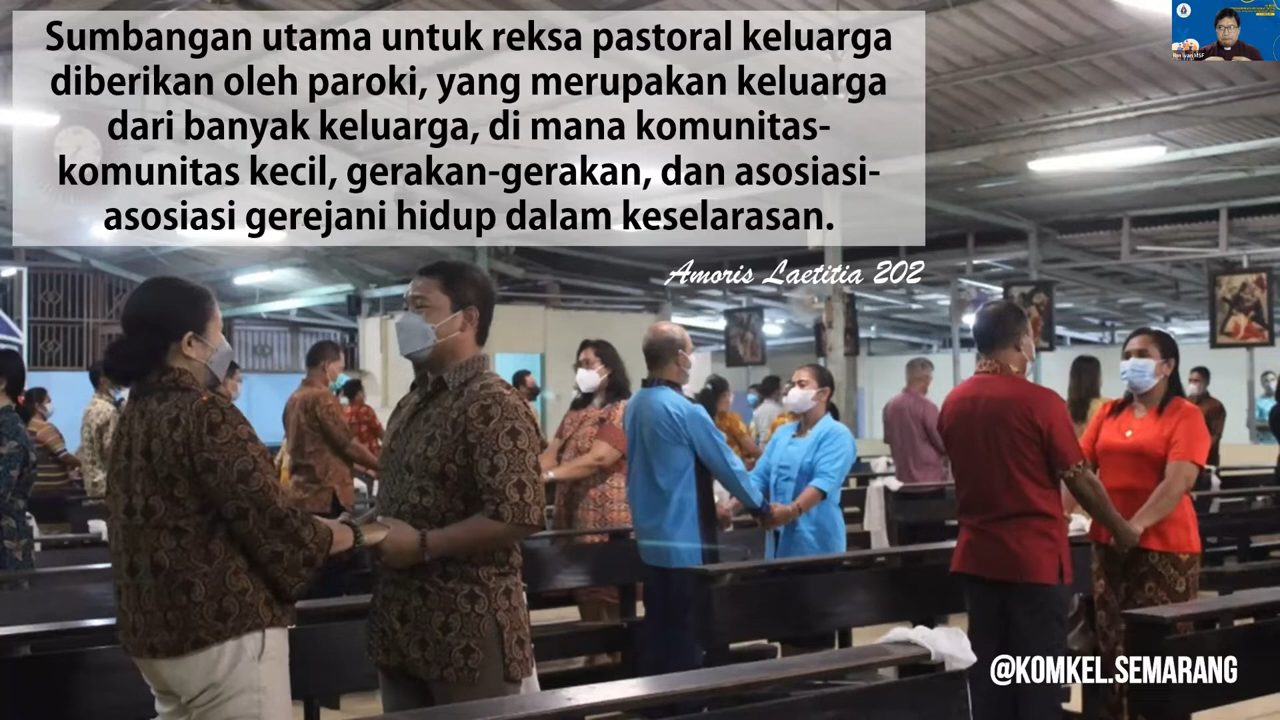 Sumbangan utama untuk reksa pastoral keluarga
diberikan oleh paroki, yang merupakan keluarga
dari banyak keluarga, di mana komunitas-
komunitas kecil, gerakan-gerakan, dan asosiasi-
asosiasi gerejani hidup dalam keselarasan.
Amoris Laetitia 202
@KOMKEL.SEMARANG